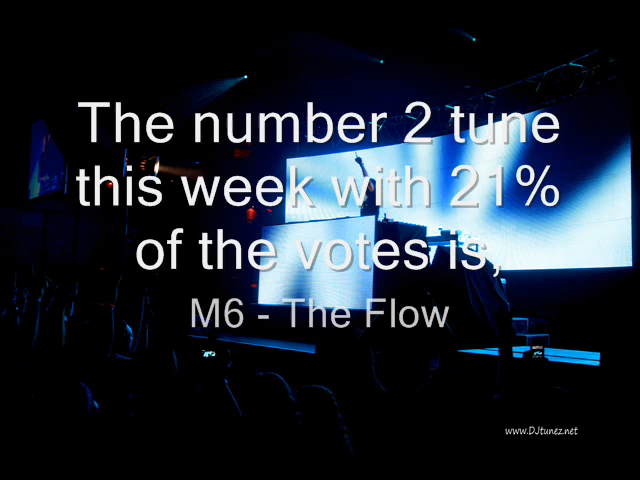 The number 2 tune
this week with 21%
of the votes is,
M6 - The Flow
www.DJtunez.net